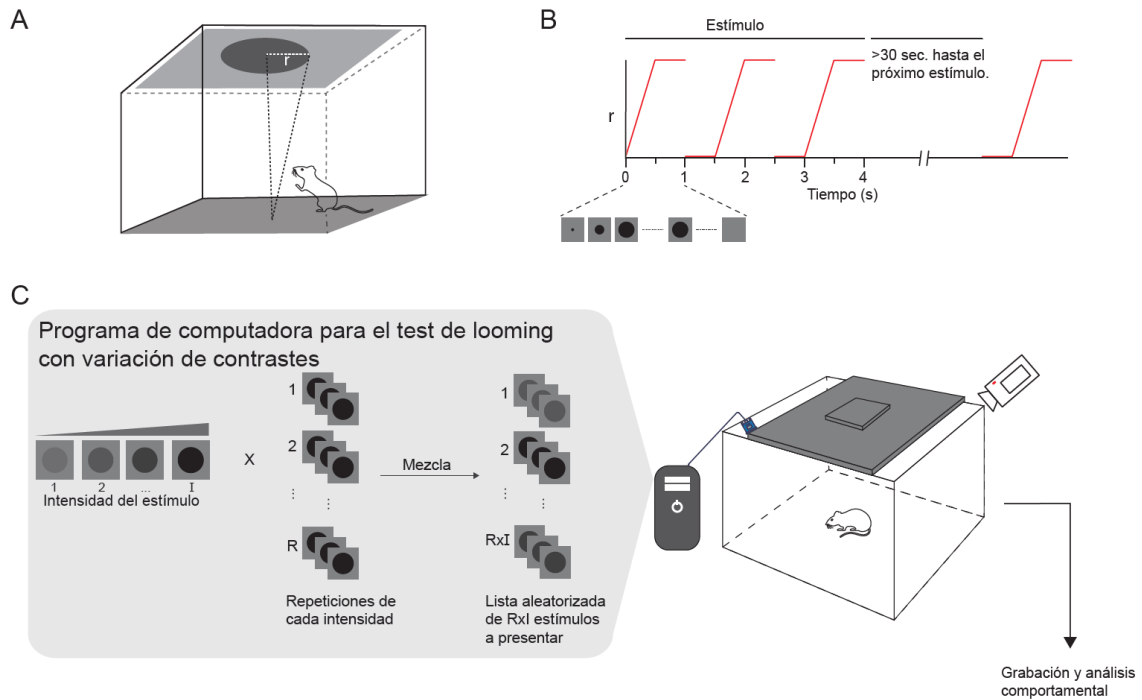 A
r
B
Estímulo
>30 sec. hasta el
próximo estímulo.
r
0 1 2 3 4
Tiempo (s)
C
Programa de computadora para el test de looming
con variación de contrastes
1 2 ... I
Intensidad del estímulo
X
1
2
R
Repeticiones de
cada intensidad
Mezcla
1
2
RxI
Lista aleatorizada
de RxI estímulos
a presentar
Grabación y análisis
comportamental